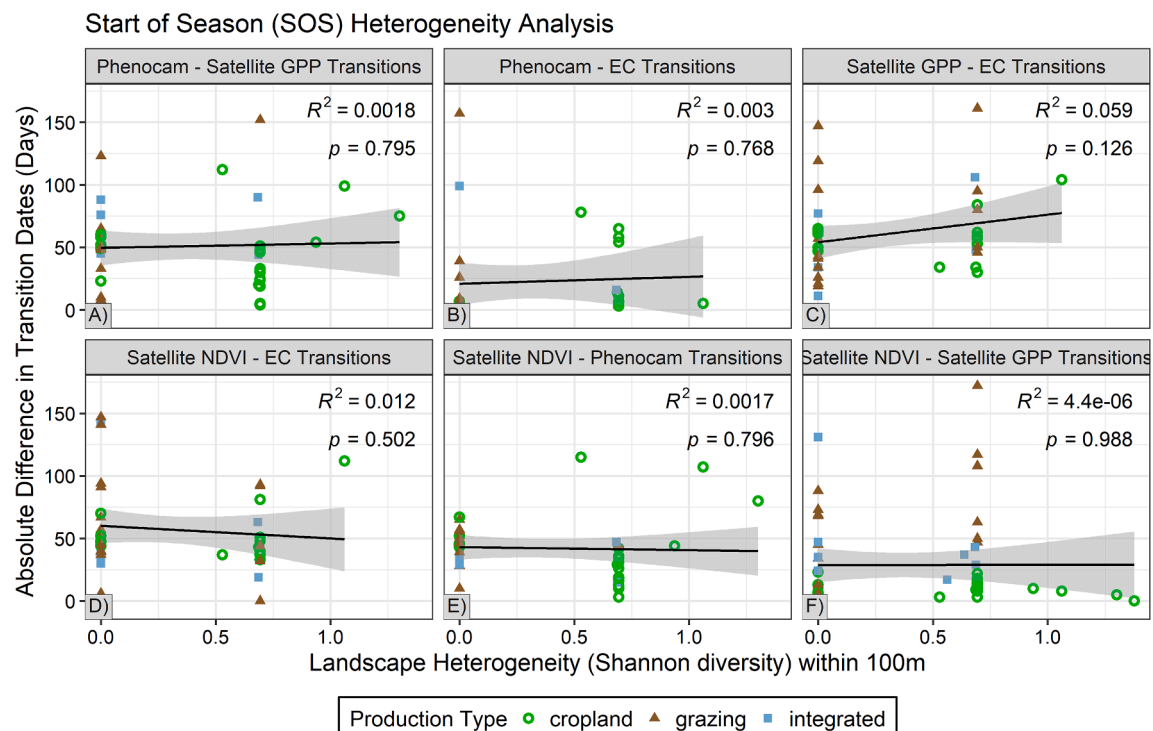 Start of Season (SOS) Heterogeneity Analysis
Phenocam - Satellite GPP Transitions
Phenocam - EC Transitions
Satellite GPP - EC Transitions
R² = 0.0018
p = 0.795
R² = 0.003
p = 0.768
R² = 0.059
p = 0.126
150
100
50
0
A)
B)
C)
Satellite NDVI - EC Transitions
Satellite NDVI - Phenocam Transitions
Satellite NDVI - Satellite GPP Transitions
R² = 0.012
p = 0.502
R² = 0.0017
p = 0.796
R² = 4.4e-06
p = 0.988
150
100
50
0
D)
E)
F)
0.0 0.5 1.0
0.0 0.5 1.0
0.0 0.5 1.0
Absolute Difference in Transition Dates (Days)
Landscape Heterogeneity (Shannon diversity) within 100m
Production Type cropland grazing integrated